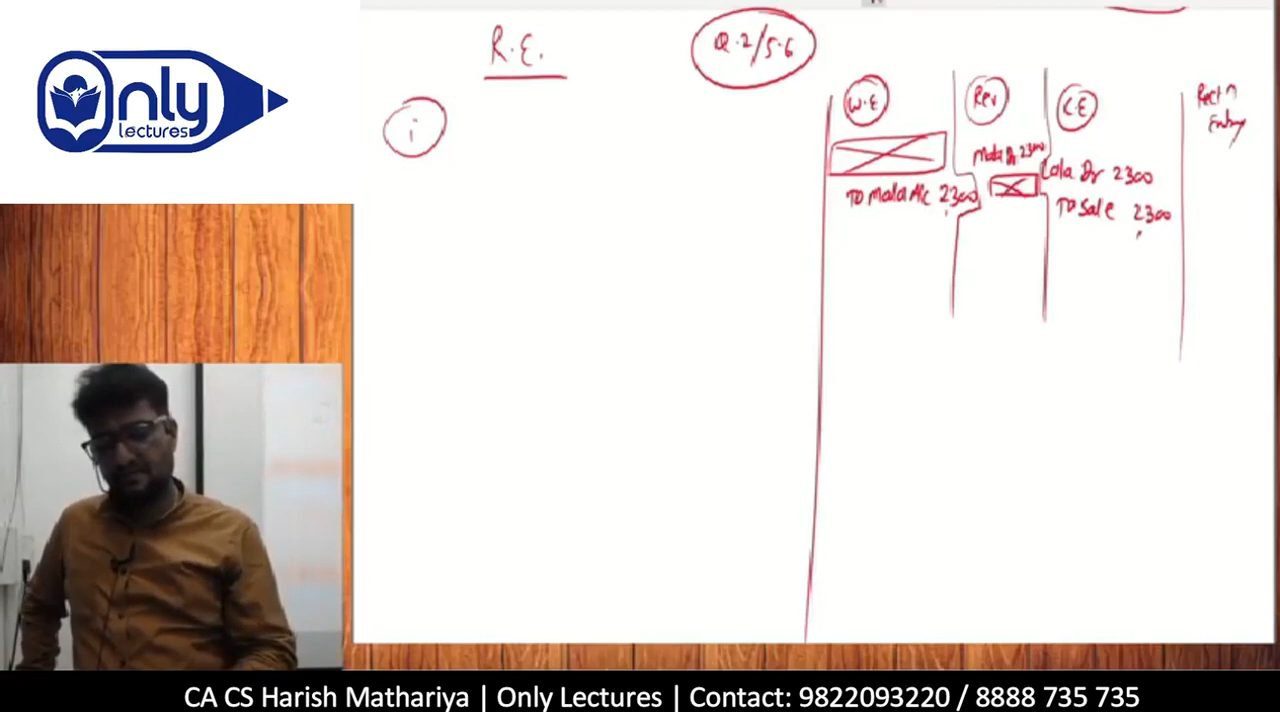 Only
Lectures
R.E.
Q.2/5.6
i
W.E
Rev
C.E
Rectn
Entry
Mala Dr 2300
Lala Dr 2300
To Mala A/c 2300
To Sale 2300
CA CS Harish Mathariya | Only Lectures | Contact: 9822093220 / 8888 735 735